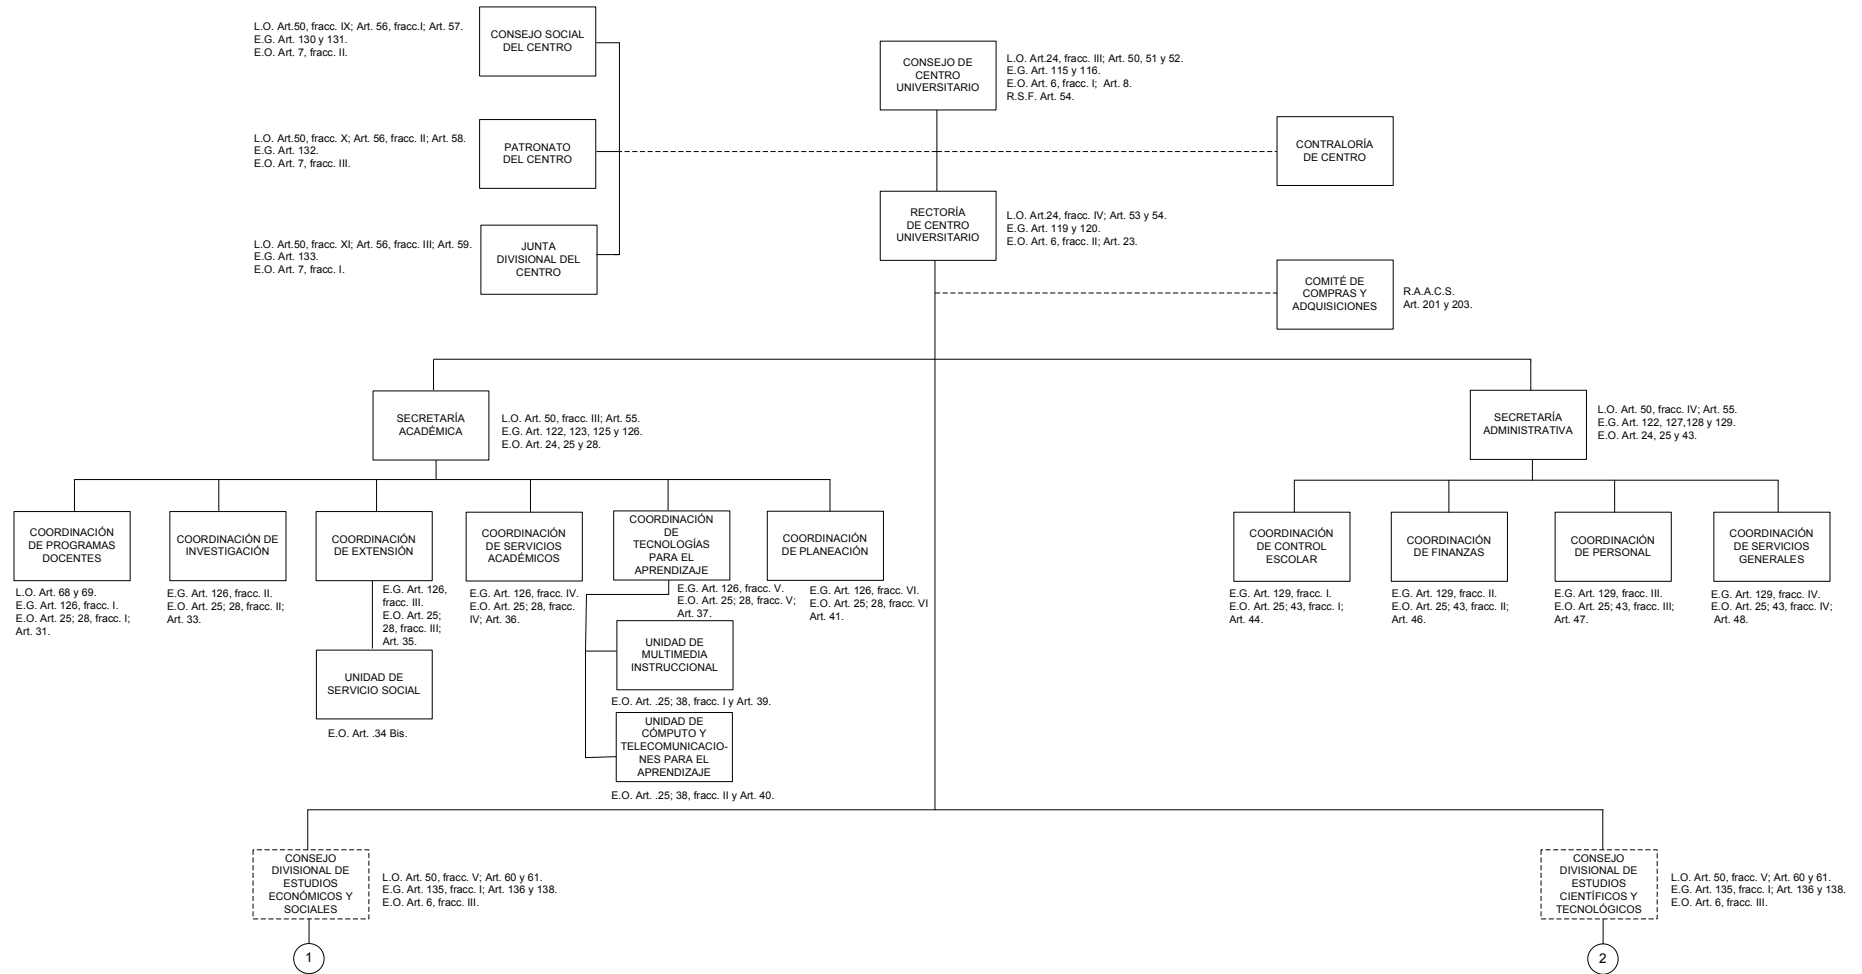 L.O. Art.50, fracc. IX; Art. 56, fracc.I; Art. 57.
E.G. Art. 130 y 131.
E.O. Art. 7, fracc. II.
CONSEJO SOCIAL
DEL CENTRO
CONSEJO DE
CENTRO
UNIVERSITARIO
L.O. Art.24, fracc. III; Art. 50, 51 y 52.
E.G. Art. 115 y 116.
E.O. Art. 6, fracc. I;  Art. 8.
R.S.F. Art. 54.
L.O. Art.50, fracc. X; Art. 56, fracc. II; Art. 58.
E.G. Art. 132.
E.O. Art. 7, fracc. III.
PATRONATO
DEL CENTRO
CONTRALORÍA
DE CENTRO
RECTORÍA
DE CENTRO
UNIVERSITARIO
L.O. Art.24, fracc. IV; Art. 53 y 54.
E.G. Art. 119 y 120.
E.O. Art. 6, fracc. II; Art. 23.
L.O. Art.50, fracc. XI; Art. 56, fracc. III; Art. 59.
E.G. Art. 133.
E.O. Art. 7, fracc. I.
JUNTA
DIVISIONAL DEL
CENTRO
COMITÉ DE
COMPRAS Y
ADQUISICIONES
R.A.A.C.S.
Art. 201 y 203.
SECRETARÍA
ACADÉMICA
L.O. Art. 50, fracc. III; Art. 55.
E.G. Art. 122, 123, 125 y 126.
E.O. Art. 24, 25 y 28.
SECRETARÍA
ADMINISTRATIVA
L.O. Art. 50, fracc. IV; Art. 55.
E.G. Art. 122, 127,128 y 129.
E.O. Art. 24, 25 y 43.
COORDINACIÓN
DE PROGRAMAS
DOCENTES
L.O. Art. 68 y 69.
E.G. Art. 126, fracc. I.
E.O. Art. 25; 28, fracc. I;
Art. 31.
COORDINACIÓN DE
INVESTIGACIÓN
E.G. Art. 126, fracc. II.
E.O. Art. 25; 28, fracc. II;
Art. 33.
COORDINACIÓN
DE EXTENSIÓN
E.G. Art. 126,
fracc. III.
E.O. Art. 25;
28, fracc. III;
Art. 35.
UNIDAD DE
SERVICIO SOCIAL
E.O. Art. .34 Bis.
COORDINACIÓN
DE SERVICIOS
ACADÉMICOS
E.G. Art. 126, fracc. IV.
E.O. Art. 25; 28, fracc.
IV; Art. 36.
COORDINACIÓN
DE
TECNOLOGÍAS
PARA EL
APRENDIZAJE
E.G. Art. 126, fracc. V.
E.O. Art. 25; 28, fracc. V;
Art. 37.
UNIDAD DE
MULTIMEDIA
INSTRUCCIONAL
E.O. Art. .25; 38, fracc. I y Art. 39.
UNIDAD DE
CÓMPUTO Y
TELECOMUNICACIO-
NES PARA EL
APRENDIZAJE
E.O. Art. .25; 38, fracc. II y Art. 40.
COORDINACIÓN
DE PLANEACIÓN
E.G. Art. 126, fracc. VI.
E.O. Art. 25; 28, fracc. VI
Art. 41.
COORDINACIÓN
DE CONTROL
ESCOLAR
E.G. Art. 129, fracc. I.
E.O. Art. 25; 43, fracc. I;
Art. 44.
COORDINACIÓN
DE FINANZAS
E.G. Art. 129, fracc. II.
E.O. Art. 25; 43, fracc. II;
Art. 46.
COORDINACIÓN
DE PERSONAL
E.G. Art. 129, fracc. III.
E.O. Art. 25; 43, fracc. III;
Art. 47.
COORDINACIÓN
DE SERVICIOS
GENERALES
E.G. Art. 129, fracc. IV.
E.O. Art. 25; 43, fracc. IV;
Art. 48.
CONSEJO
DIVISIONAL DE
ESTUDIOS
ECONÓMICOS Y
SOCIALES
L.O. Art. 50, fracc. V; Art. 60 y 61.
E.G. Art. 135, fracc. I; Art. 136 y 138.
E.O. Art. 6, fracc. III.
1
CONSEJO
DIVISIONAL DE
ESTUDIOS
CIENTÍFICOS Y
TECNOLÓGICOS
L.O. Art. 50, fracc. V; Art. 60 y 61.
E.G. Art. 135, fracc. I; Art. 136 y 138.
E.O. Art. 6, fracc. III.
2